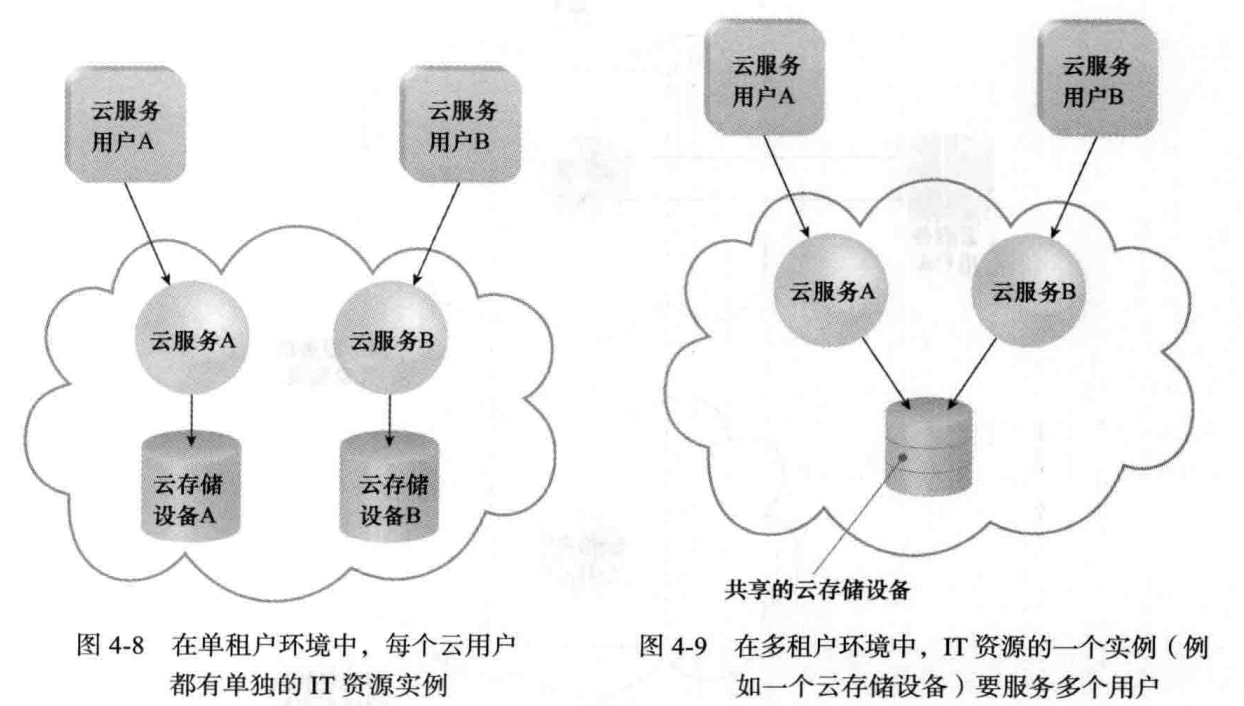 云服务
用户A
云服务
用户B
云服务A
云服务B
云存储
设备A
云存储
设备B
图 4-8 在单租户环境中，每个云用户
都有单独的 IT 资源实例
云服务
用户A
云服务
用户B
云服务A
云服务B
共享的云存储设备
图 4-9 在多租户环境中，IT 资源的一个实例（例
如一个云存储设备）要服务多个用户